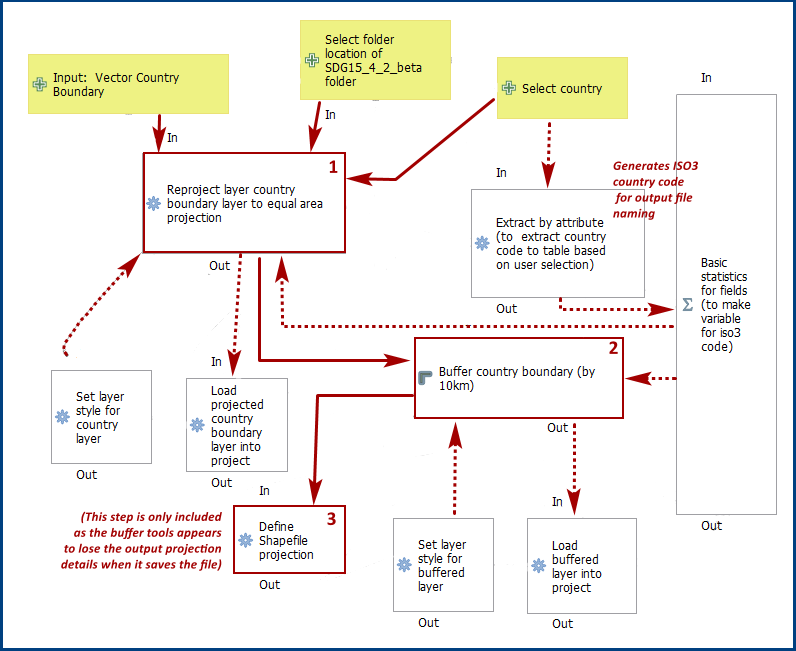 Select folder
location of
SDG15_4_2_beta
folder
Input:  Vector Country
Boundary
Select country
In
In
In
1
Reproject layer country
boundary layer to equal area
projection
Out
In
Generates ISO3
country code
for output file
naming
Extract by attribute
(to  extract country
code to table based
on user selection)
Out
Basic
statistics
for fields
(to make
variable
for iso3
code)
Out
2
Buffer country boundary (by
10km)
Out
Set layer
style for
country
layer
Out
In
Load
projected
country
boundary
layer into
project
Out
In
(This step is only included
as the buffer tools appears
to lose the output projection
details when it saves the file)
3
Define
Shapefile
projection
Out
Set layer
style for
buffered
layer
Out
In
Load
buffered
layer into
project
Out